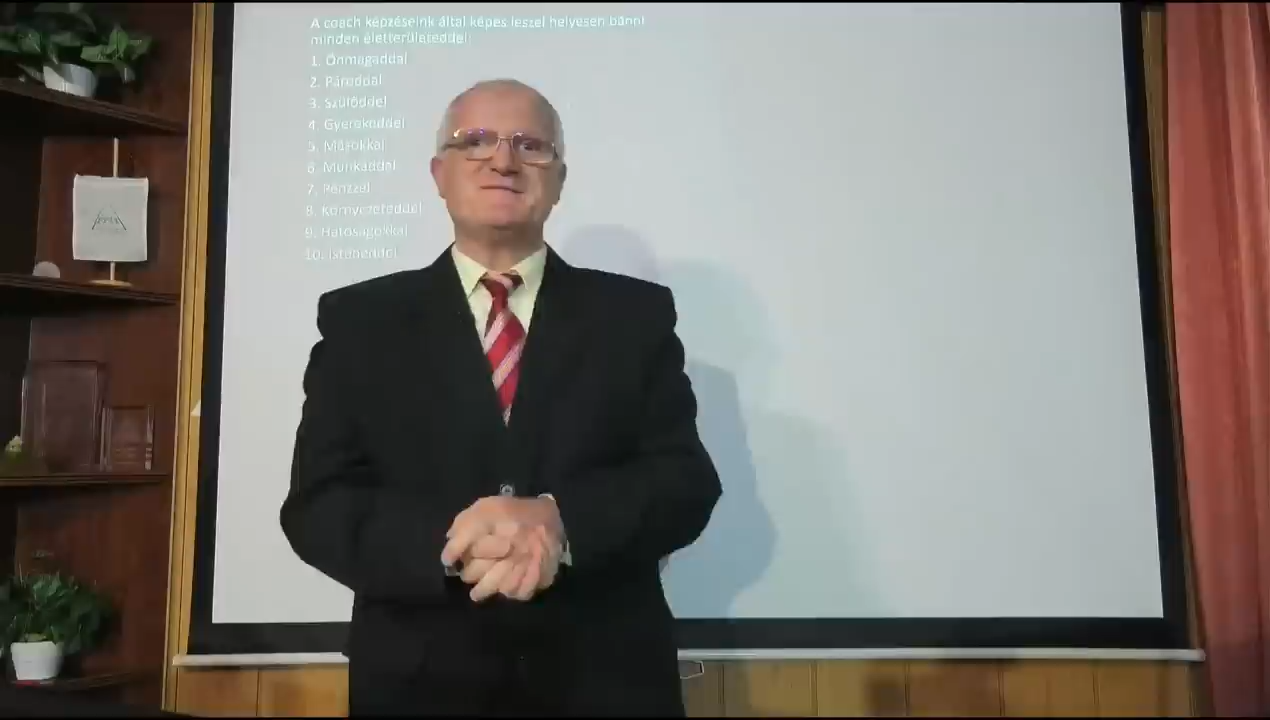 A coach képzéseink által képes leszel helyesen bánni
minden életterületeddel:
1. Önmagaddal
2. Pároddal
3. Szülőddel
4. Gyerekeddel
5. Másokkal
6. Munkáddal
7. Pénzzel
8. Környezeteddel
9. Hatóságokkal
10. Isteneddel